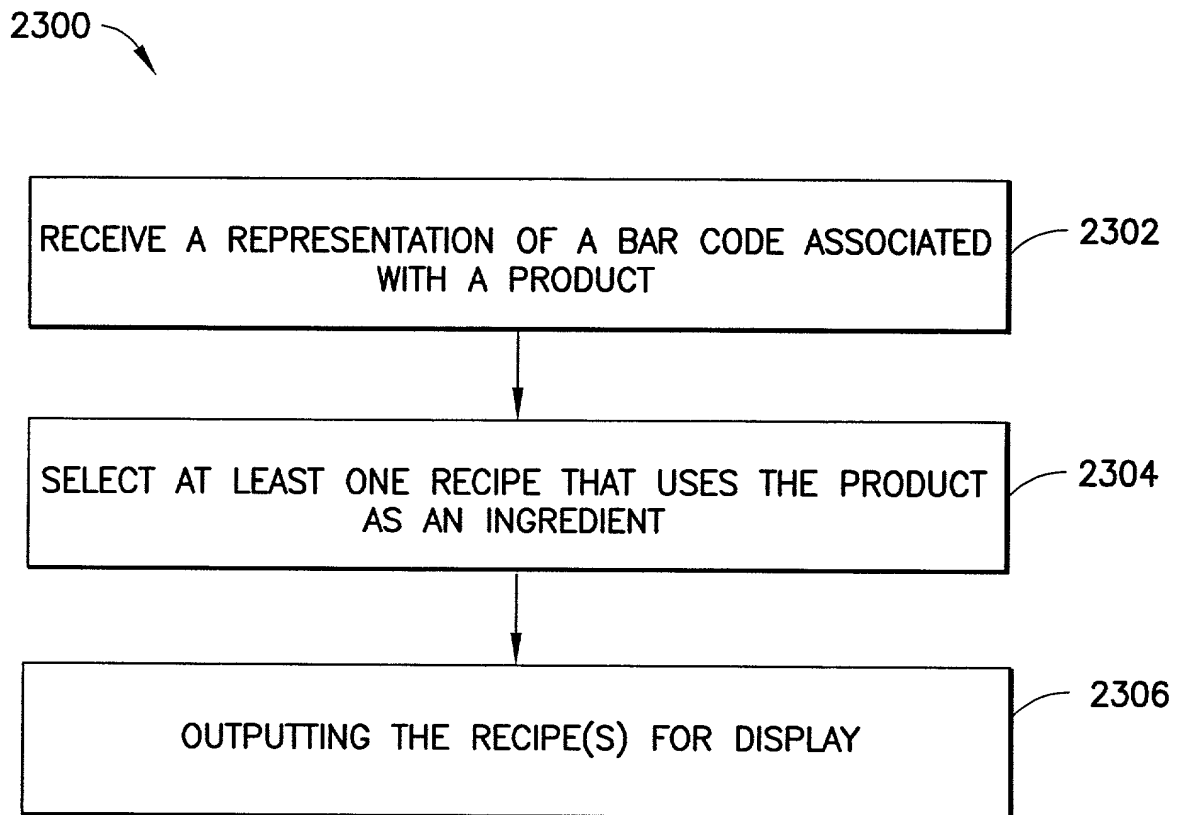 2300
RECEIVE A REPRESENTATION OF A BAR CODE ASSOCIATED
WITH A PRODUCT
2302
SELECT AT LEAST ONE RECIPE THAT USES THE PRODUCT
AS AN INGREDIENT
2304
OUTPUTTING THE RECIPE(S) FOR DISPLAY
2306